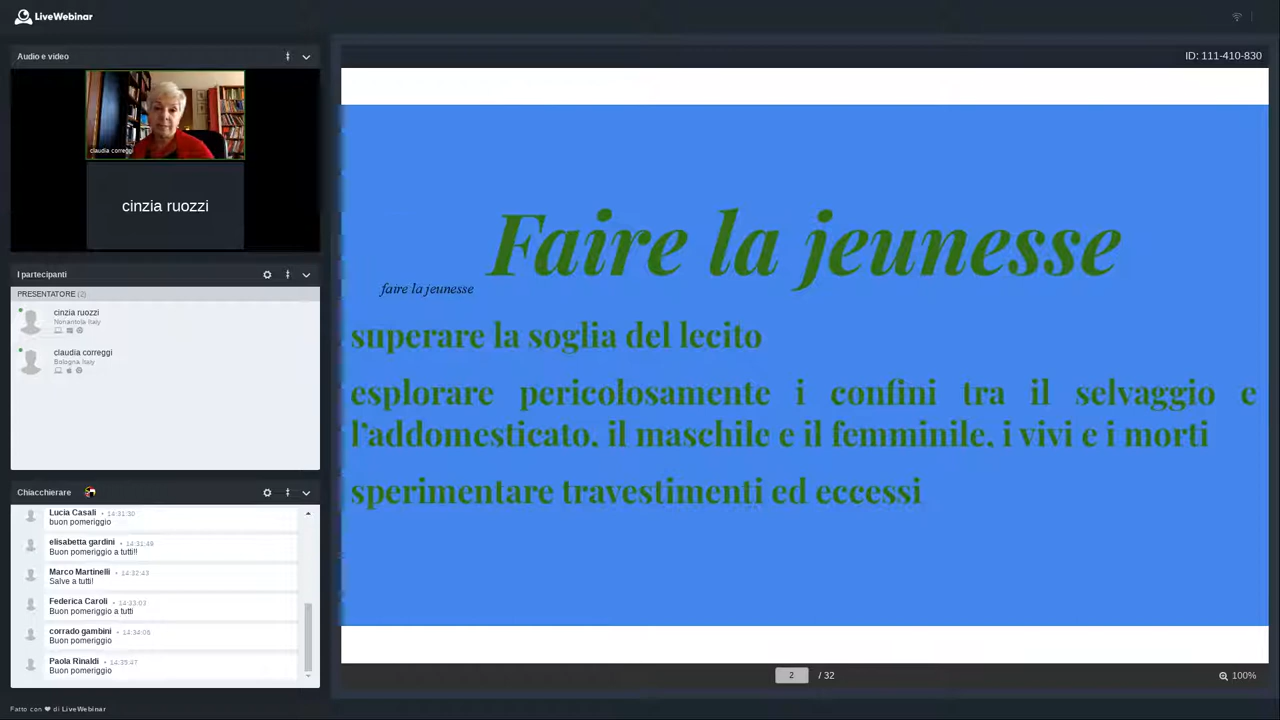 LiveWebinar
Audio e video
ID: 111-410-830
claudia correggi
cinzia ruozzi
I partecipanti
PRESENTATORE (2)
cinzia ruozzi
Nonantola Italy
claudia correggi
Bologna Italy
Chiacchierare
Lucia Casali • 14:31:30
buon pomeriggio
elisabetta gardini • 14:31:49
Buon pomeriggio a tutti!!
Marco Martinelli • 14:32:43
Salve a tutti!
Federica Caroli • 14:33:03
Buon pomeriggio a tutti
corrado gambini • 14:34:06
Buon pomeriggio
Paola Rinaldi • 14:35:47
Buon pomeriggio
Fatto con ❤ di LiveWebinar
Faire la jeunesse
faire la jeunesse
superare la soglia del lecito
esplorare pericolosamente i confini tra il selvaggio e
l’addomesticato, il maschile e il femminile, i vivi e i morti
sperimentare travestimenti ed eccessi
2 / 32
100%